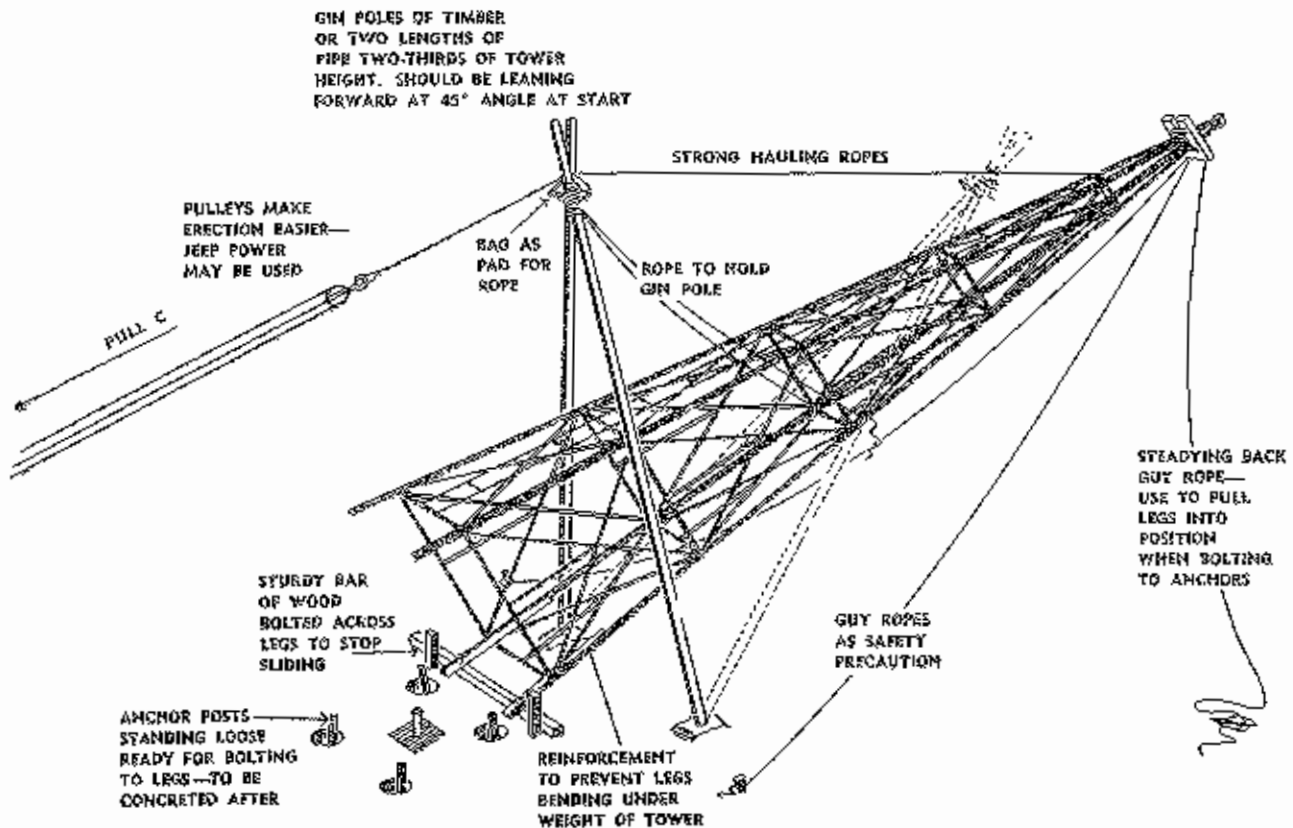 GIN POLES OF TIMBER
OR TWO LENGTHS OF
PIPE TWO-THIRDS OF TOWER
HEIGHT. SHOULD BE LEANING
FORWARD AT 45° ANGLE AT START
STRONG HAULING ROPES
PULLEYS MAKE
ERECTION EASIER—
JEEP POWER
MAY BE USED
BAG AS
PAD FOR
ROPE
ROPE TO HOLD
GIN POLE
PULL C
STEADYING BACK
GUY ROPE—
USE TO PULL
LEGS INTO
POSITION
WHEN BOLTING
TO ANCHORS
STURDY BAR
OF WOOD
BOLTED ACROSS
LEGS TO STOP
SLIDING
GUY ROPES
AS SAFETY
PRECAUTION
ANCHOR POSTS
STANDING LOOSE
READY FOR BOLTING
TO LEGS—TO BE
CONCRETED AFTER
REINFORCEMENT
TO PREVENT LEGS
BENDING UNDER
WEIGHT OF TOWER